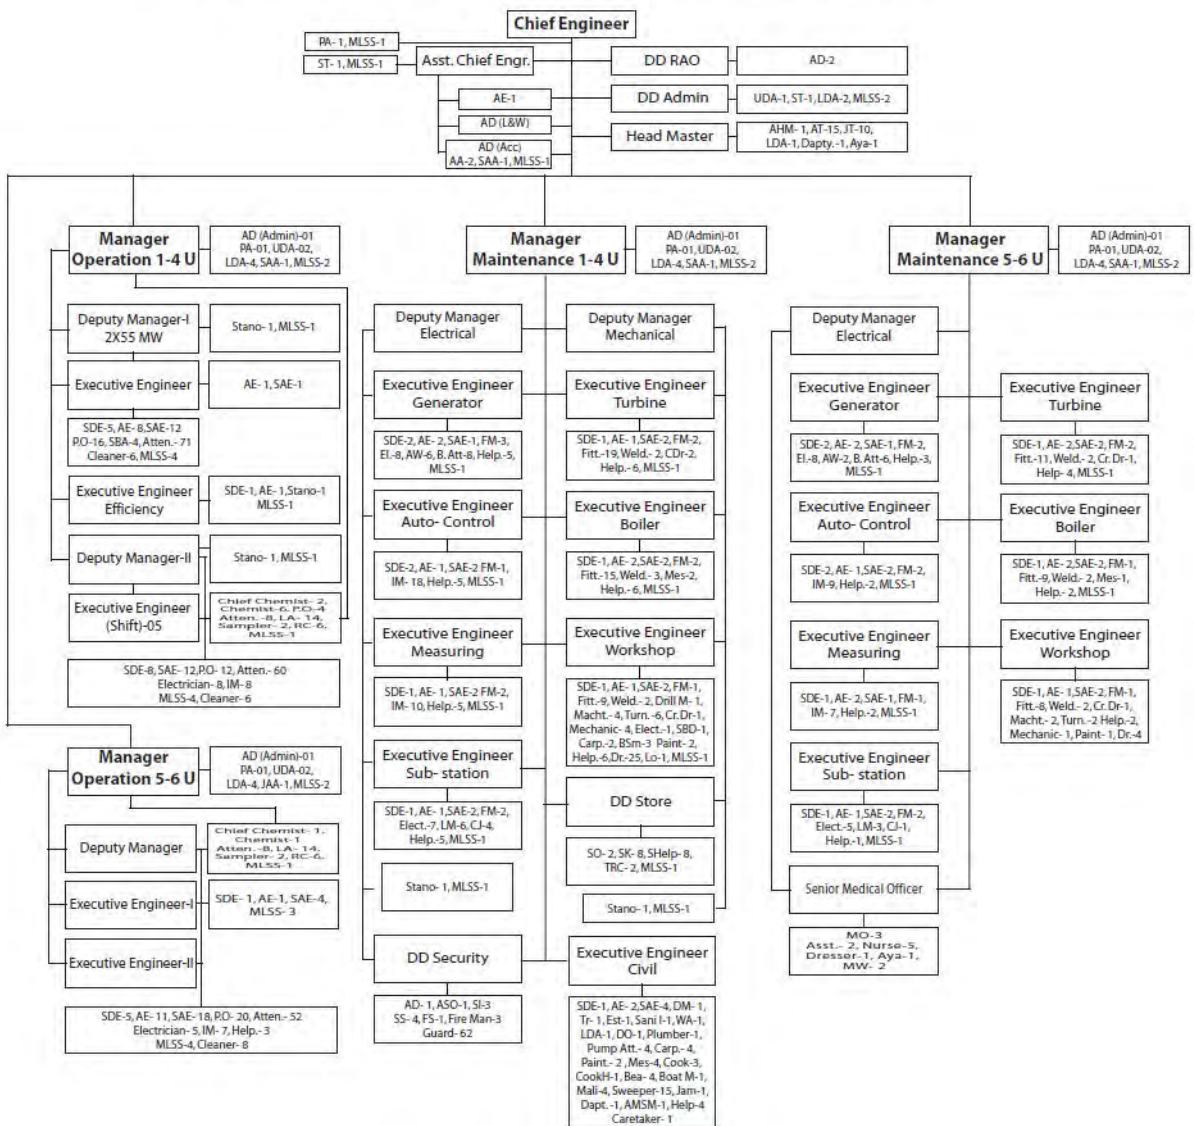 Chief Engineer
PA- 1, MLSS-1
ST- 1, MLSS-1
Asst. Chief Engr.
DD RAO
AD-2
AE-1
DD Admin
UDA-1, ST-1, LDA-2, MLSS-2
AD (L&W)
Head Master
AHM- 1, AT-15, JT-10,
LDA-1, Dapty.-1, Aya-1
AD (Acc)
AA-2, SAA-1, MLSS-1
Manager
Operation 1-4 U
AD (Admin)-01
PA-01, UDA-02,
LDA-4, SAA-1, MLSS-2
Deputy Manager-I
2X55 MW
Stano- 1, MLSS-1
Executive Engineer
AE- 1, SAE-1
SDE-5, AE- 8, SAE-12
P.O-16, SBA-4, Atten.- 71
Cleaner-6, MLSS-4
Executive Engineer
Efficiency
SDE-1, AE- 1,Stano-1
MLSS-1
Deputy Manager-II
Stano- 1, MLSS-1
Executive Engineer
(Shift)-05
Chief Chemist- 2,
Chemist-6, P.O.-4
Atten.-8, LA- 14,
Sampler- 2, RC-6,
MLSS-1
SDE-8, SAE- 12,P.O- 12, Atten.- 60
Electrician- 8, IM- 8
MLSS-4, Cleaner- 6
Manager
Operation 5-6 U
AD (Admin)-01
PA-01, UDA-02,
LDA-4, JAA-1, MLSS-2
Deputy Manager
Chief Chemist- 1,
Chemist-1
Atten.-8, LA- 14,
Sampler- 2, RC-6,
MLSS-1
Executive Engineer-I
SDE- 1, AE-1, SAE-4,
MLSS- 3
Executive Engineer-II
SDE-5, AE- 11, SAE- 18, P.O- 20, Atten.- 52
Electrician- 5, IM- 7, Help.- 3
MLSS-4, Cleaner- 8
Manager
Maintenance 1-4 U
AD (Admin)-01
PA-01, UDA-02,
LDA-4, SAA-1, MLSS-2
Deputy Manager
Electrical
Deputy Manager
Mechanical
Executive Engineer
Generator
Executive Engineer
Turbine
SDE-2, AE- 2, SAE-1, FM-3,
El.-8, AW-6, B. Att-8, Help.-5,
MLSS-1
SDE-1, AE- 1,SAE-2, FM-2,
Fitt.-19, Weld.- 2, CDr-2,
Help.- 6, MLSS-1
Executive Engineer
Auto- Control
Executive Engineer
Boiler
SDE-2, AE- 1, SAE-2 FM-1,
IM- 18, Help.-5, MLSS-1
SDE-1, AE- 2, SAE-2, FM-2,
Fitt.-15, Weld.- 3, Mes-2,
Help.- 6, MLSS-1
Executive Engineer
Measuring
Executive Engineer
Workshop
SDE-1, AE- 1, SAE-2 FM-2,
IM- 10, Help.-5, MLSS-1
SDE-1, AE- 1,SAE-2, FM-1,
Fitt.-9, Weld.- 2, Drill M- 1,
Macht.- 4, Turn. -6, Cr.Dr-1,
Mechanic- 4, Elect.-1, SBD-1,
Carp.-2, BSm-3 Paint- 2,
Help.-6,Dr.-25, Lo-1, MLSS-1
Executive Engineer
Sub- station
SDE-1, AE- 1,SAE-2, FM-2,
Elect.-7, LM-6, CJ-4,
Help.-5, MLSS-1
DD Store
SO- 2, SK- 8, SHelp- 8,
TRC- 2, MLSS-1
Stano- 1, MLSS-1
Stano- 1, MLSS-1
DD Security
Executive Engineer
Civil
AD- 1, ASO-1, SI-3
SS- 4, FS-1, Fire Man-3
Guard- 62
SDE-1, AE- 2,SAE-4, DM- 1,
Tr- 1, Est-1, Sani I-1, WA-1,
LDA-1, DO-1, Plumber-1,
Pump Att.- 4, Carp.- 4,
Paint.- 2 ,Mes-4, Cook-3,
CookH-1, Bea- 4, Boat M-1,
Mali-4, Sweeper-15, Jam-1,
Dapt. -1, AMSM-1, Help-4
Caretaker- 1
Manager
Maintenance 5-6 U
AD (Admin)-01
PA-01, UDA-02,
LDA-4, SAA-1, MLSS-2
Deputy Manager
Electrical
Executive Engineer
Generator
Executive Engineer
Turbine
SDE-2, AE- 2, SAE-1, FM-2,
El.-8, AW-2, B. Att-6, Help.-3,
MLSS-1
SDE-1, AE- 2,SAE-2, FM-2,
Fitt.-11, Weld.- 2, Cr. Dr-1,
Help- 4, MLSS-1
Executive Engineer
Auto- Control
Executive Engineer
Boiler
SDE-2, AE- 1, SAE-2, FM-2,
IM-9, Help.-2, MLSS-1
SDE-1, AE- 2, SAE-2, FM-1,
Fitt.-9, Weld.- 2, Mes-1,
Help.- 2, MLSS-1
Executive Engineer
Measuring
Executive Engineer
Workshop
SDE-1, AE- 2, SAE-1, FM-1,
IM- 7, Help.-2, MLSS-1
SDE-1, AE- 1,SAE-2, FM-1,
Fitt.-8, Weld.- 2, Cr. Dr-1,
Macht.- 2, Turn. -2 Help.-2,
Mechanic- 1, Paint- 1, Dr.-4
Executive Engineer
Sub- station
SDE-1, AE- 1, SAE-2, FM-2,
Elect.-5, LM-3, CJ-1,
Help.-1, MLSS-1
Senior Medical Officer
MO-3
Asst.- 2, Nurse-5,
Dresser-1, Aya-1,
MW- 2